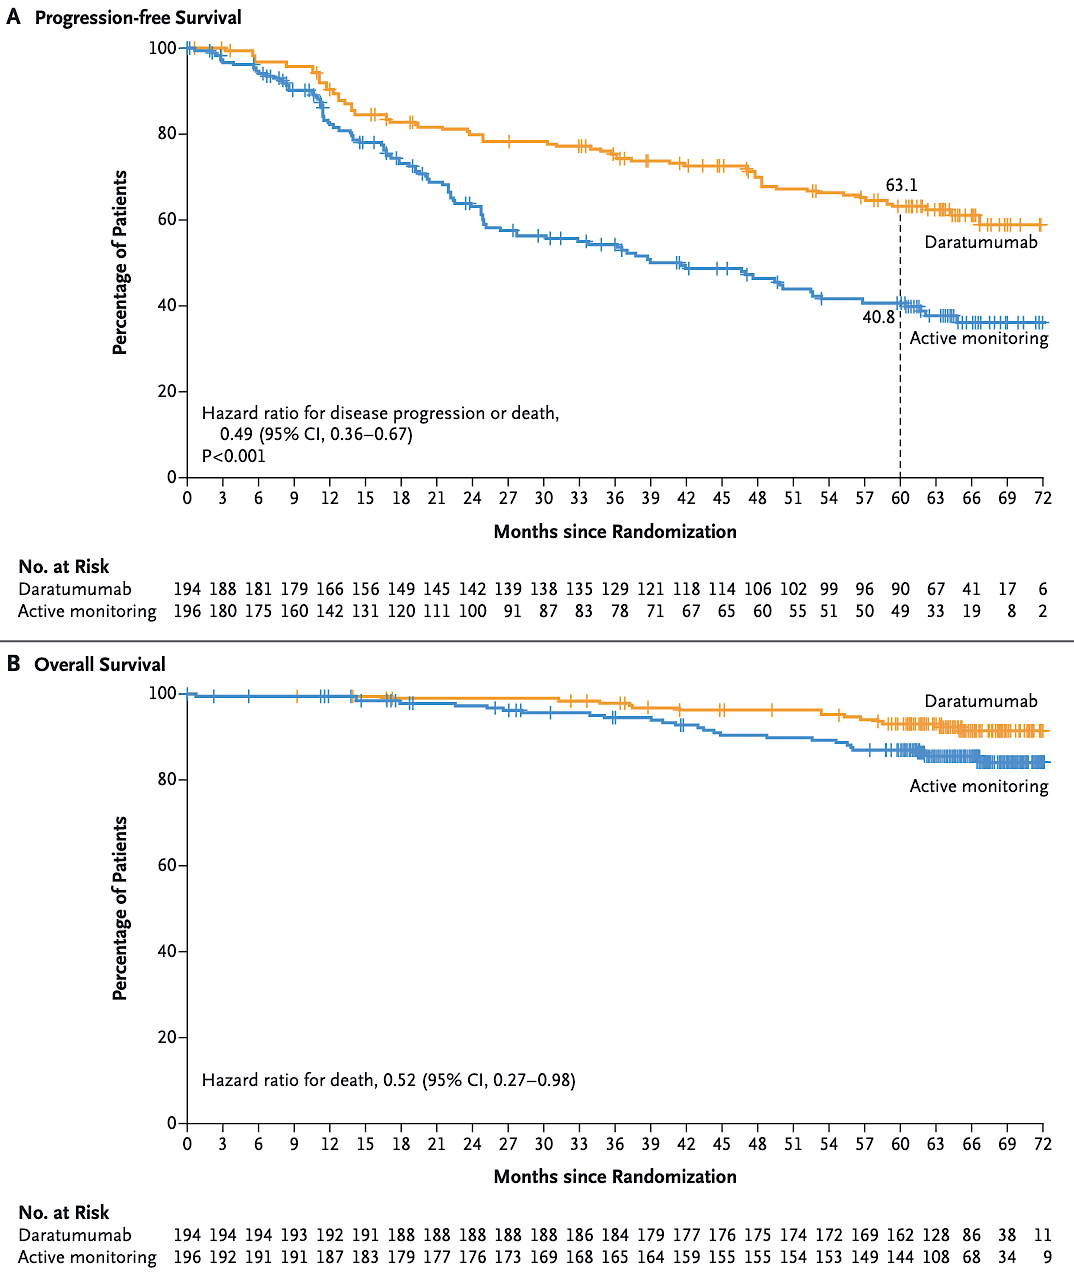 A Progression-free Survival
100
80
60
40
20
0
Percentage of Patients
63.1
Daratumumab
40.8
Active monitoring
Hazard ratio for disease progression or death,
0.49 (95% CI, 0.36–0.67)
P<0.001
0 3 6 9 12 15 18 21 24 27 30 33 36 39 42 45 48 51 54 57 60 63 66 69 72
Months since Randomization
No. at Risk
Daratumumab 194 188 181 179 166 156 149 145 142 139 138 135 129 121 118 114 106 102 99 96 90 67 41 17 6
Active monitoring 196 180 175 160 142 131 120 111 100 91 87 83 78 71 67 65 60 55 51 50 49 33 19 8 2
B Overall Survival
100
80
60
40
20
0
Percentage of Patients
Daratumumab
Active monitoring
Hazard ratio for death, 0.52 (95% CI, 0.27–0.98)
0 3 6 9 12 15 18 21 24 27 30 33 36 39 42 45 48 51 54 57 60 63 66 69 72
Months since Randomization
No. at Risk
Daratumumab 194 194 194 193 192 191 188 188 188 188 188 186 184 179 177 176 175 174 172 169 162 128 86 38 11
Active monitoring 196 192 191 191 187 183 179 177 176 173 169 168 165 164 159 155 155 154 153 149 144 108 68 34 9